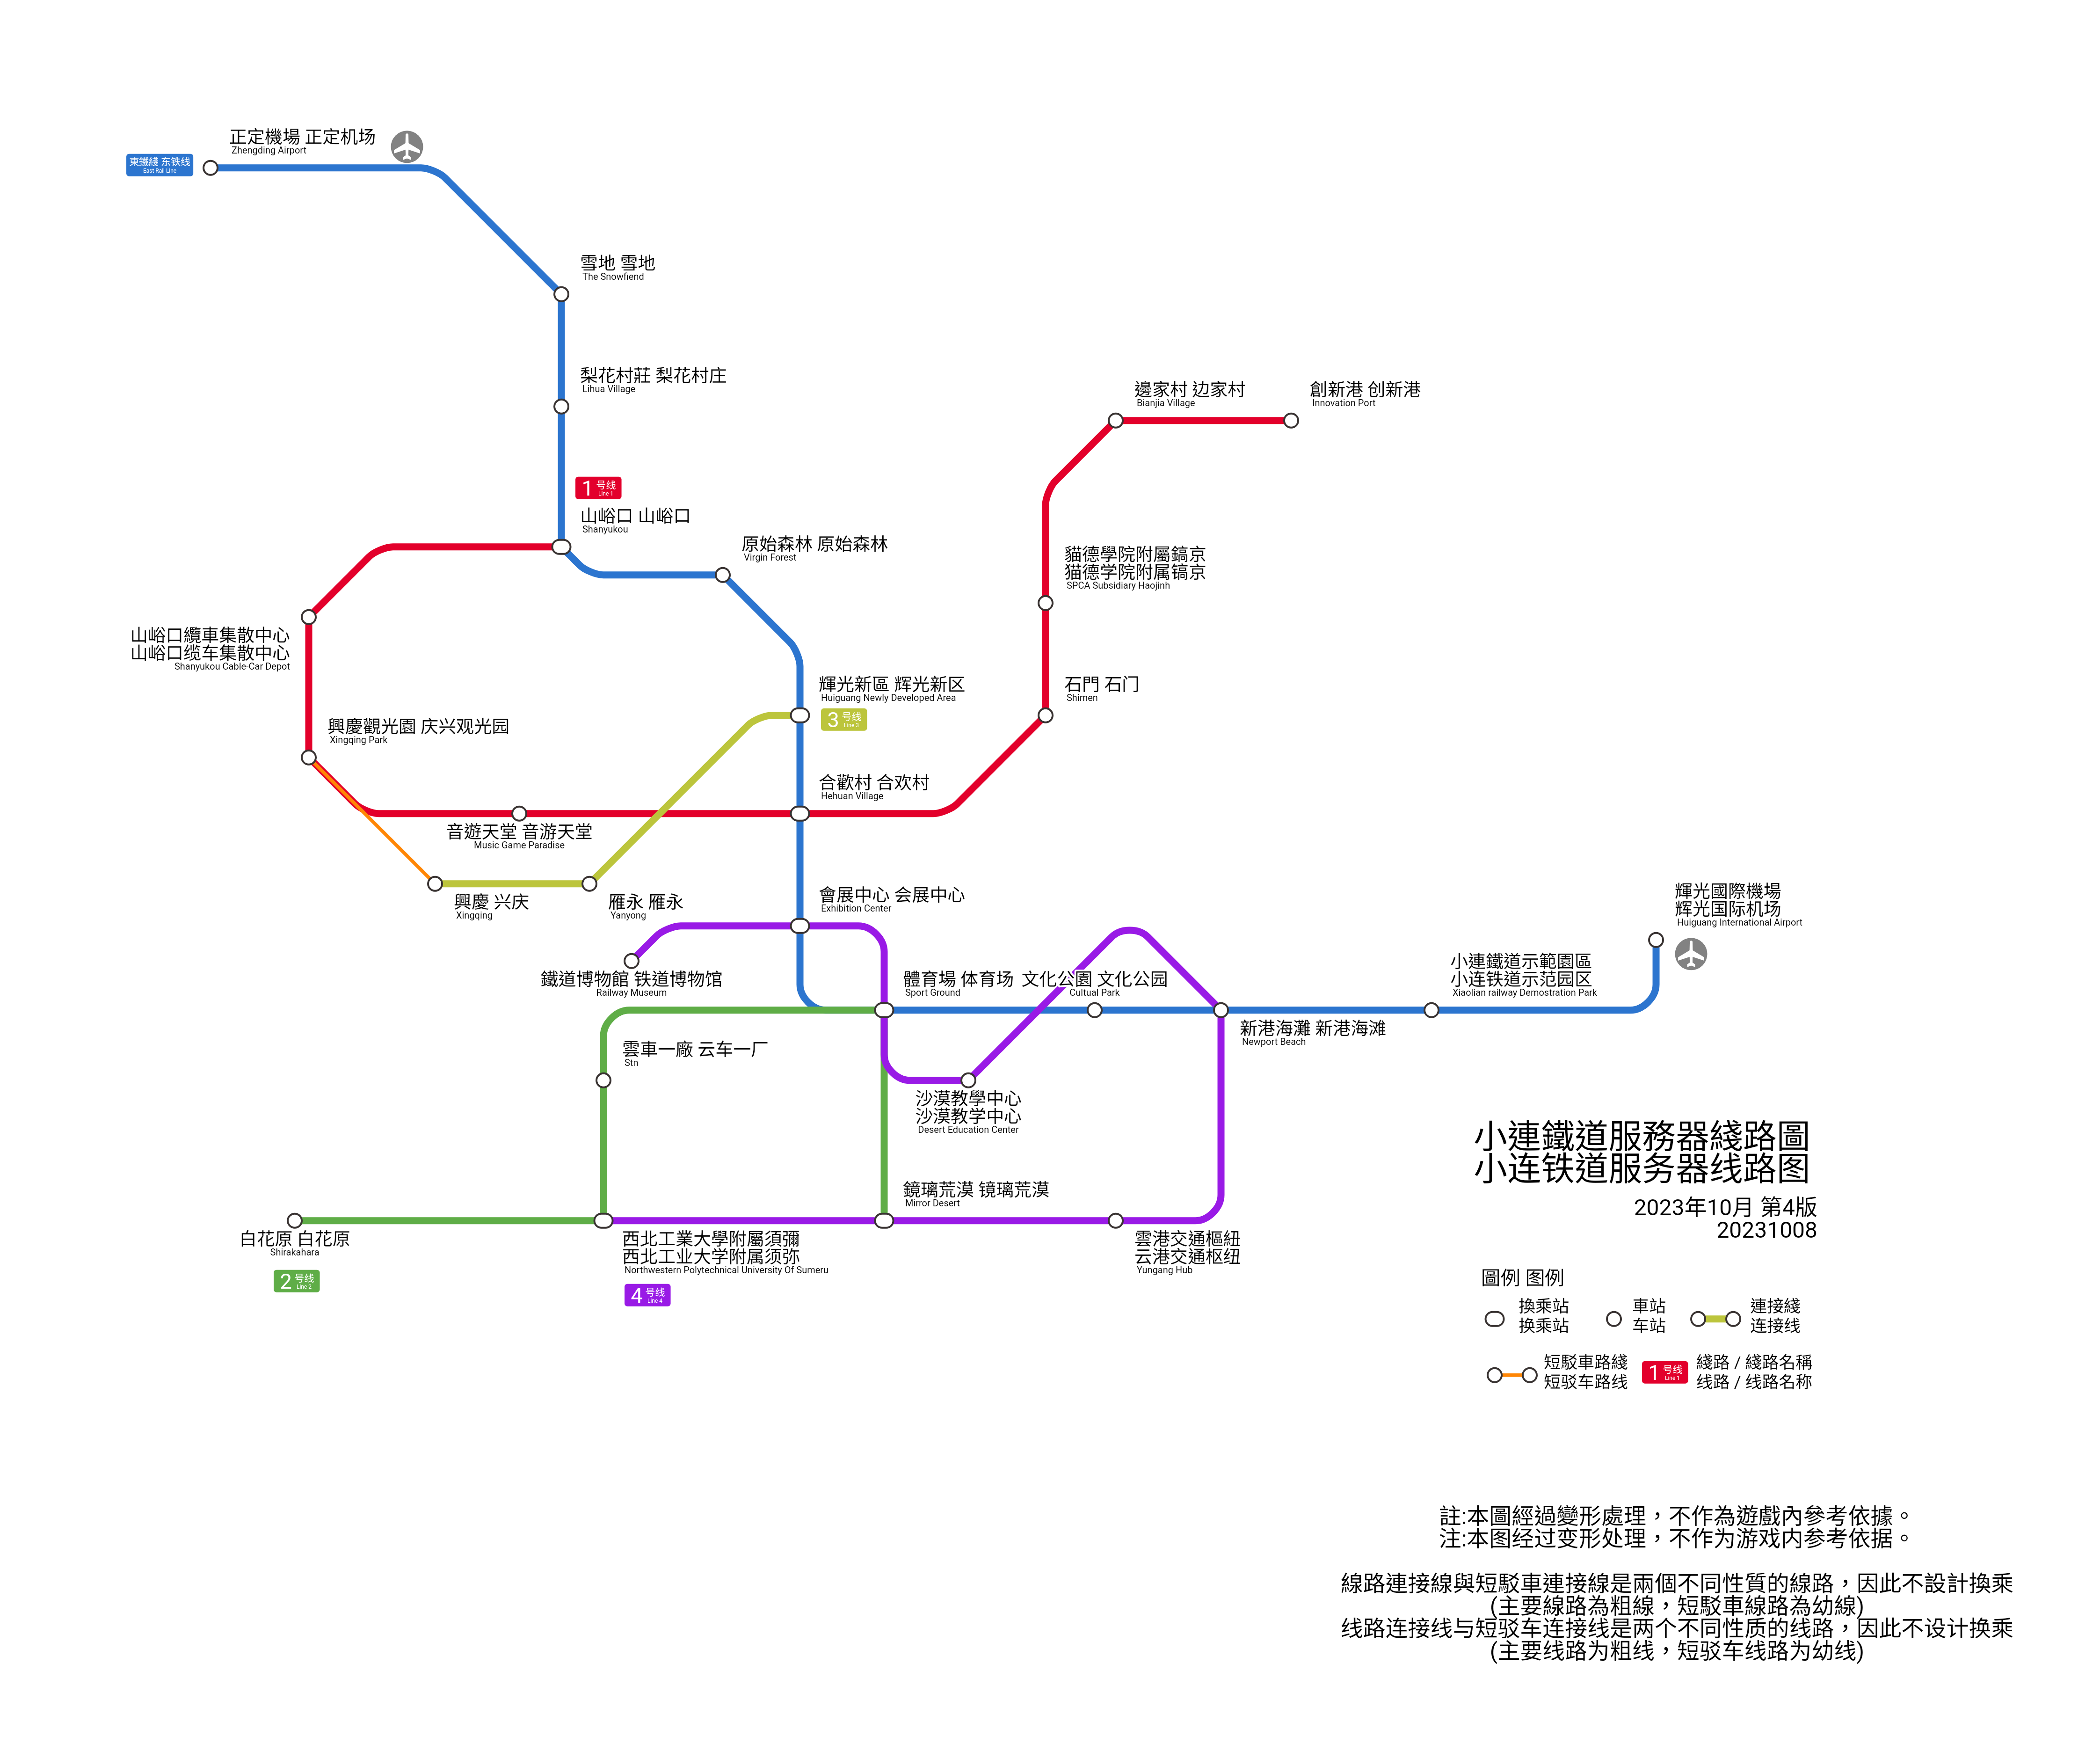 正定機場 正定机场
Zhengding Airport
東鐵綫 东铁线
East Rail Line
雪地 雪地
The Snowfiend
梨花村莊 梨花村庄
Lihua Village
邊家村 边家村
Bianjia Village
創新港 创新港
Innovation Port
1 号线
Line 1
山峪口 山峪口
Shanyukou
原始森林 原始森林
Virgin Forest
貓德學院附屬鎬京
猫德学院附属镐京
SPCA Subsidiary Haojinh
山峪口纜車集散中心
山峪口缆车集散中心
Shanyukou Cable-Car Depot
輝光新區 辉光新区
Huiguang Newly Developed Area
3 号线
Line 3
石門 石门
Shimen
興慶觀光園 庆兴观光园
Xingqing Park
合歡村 合欢村
Hehuan Village
音遊天堂 音游天堂
Music Game Paradise
興慶 兴庆
Xingqing
雁永 雁永
Yanyong
會展中心 会展中心
Exhibition Center
輝光國際機場
辉光国际机场
Huiguang International Airport
鐵道博物館 铁道博物馆
Railway Museum
體育場 体育场
Sport Ground
文化公園 文化公园
Cultual Park
小連鐵道示範園區
小连铁道示范园区
Xiaolian railway Demostration Park
新港海灘 新港海滩
Newport Beach
雲車一廠 云车一厂
Stn
沙漠教學中心
沙漠教学中心
Desert Education Center
小連鐵道服務器綫路圖
小连铁道服务器线路图
2023年10月 第4版
20231008
鏡璃荒漠 镜璃荒漠
Mirror Desert
白花原 白花原
Shirakahara
2 号线
Line 2
西北工業大學附屬須彌
西北工业大学附属须弥
Northwestern Polytechnical University Of Sumeru
4 号线
Line 4
雲港交通樞紐
云港交通枢纽
Yungang Hub
圖例 图例
換乘站
换乘站
車站
车站
連接綫
连接线
短駁車路綫
短驳车路线
1 号线
Line 1
綫路 / 綫路名稱
线路 / 线路名称
註:本圖經過變形處理，不作為遊戲內參考依據。
注:本图经过变形处理，不作为游戏内参考依据。
線路連接線與短駁車連接線是兩個不同性質的線路，因此不設計換乘
(主要線路為粗線，短駁車線路為幼線)
线路连接线与短驳车连接线是两个不同性质的线路，因此不设计换乘
(主要线路为粗线，短驳车线路为幼线)